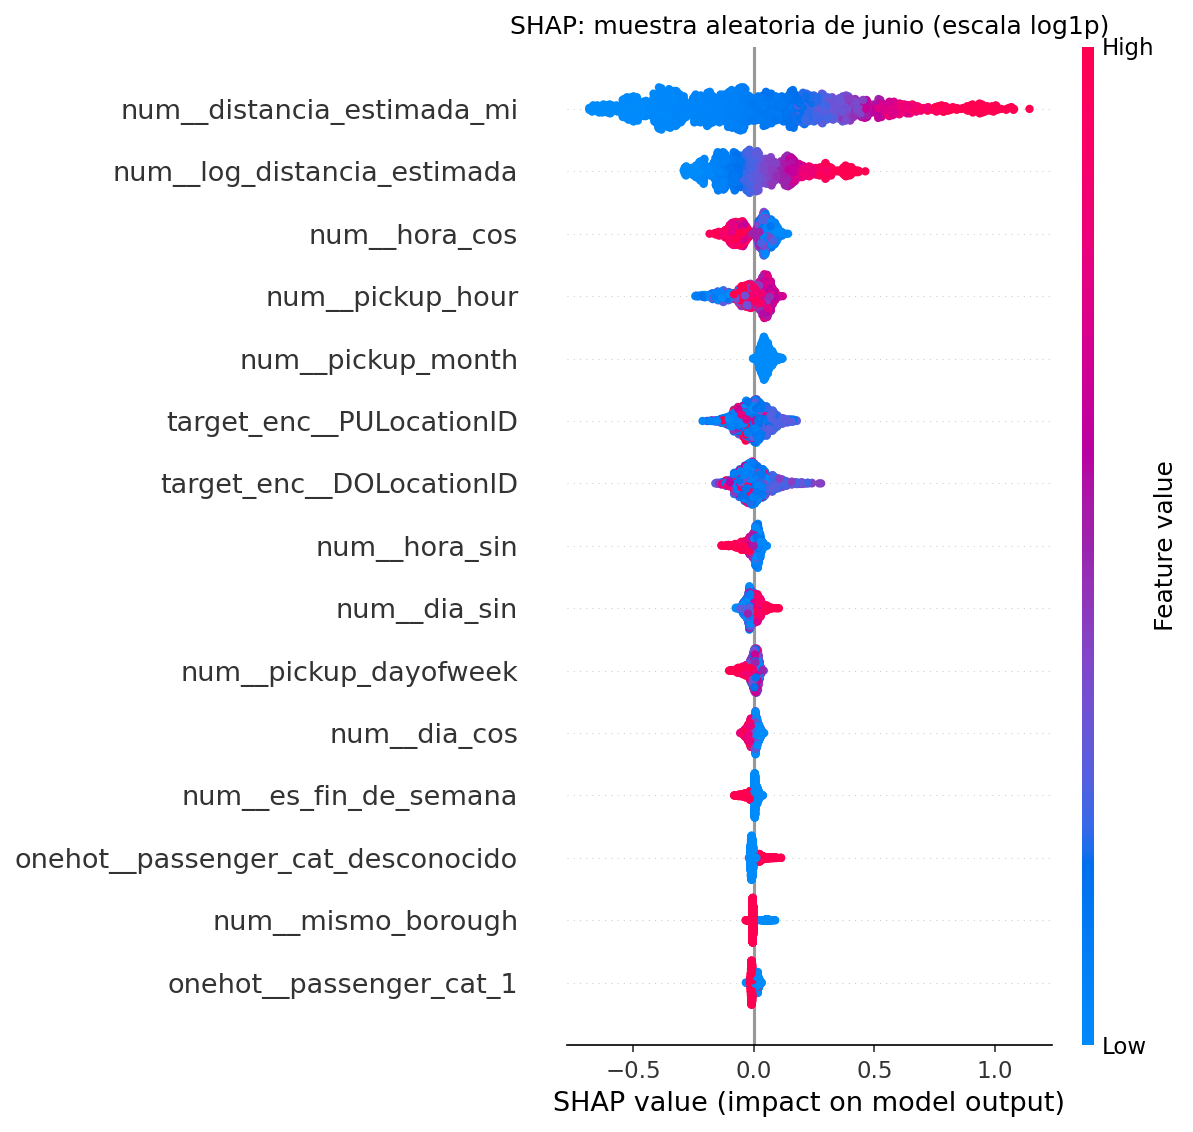 SHAP: muestra aleatoria de junio (escala log1p)
High
num__distancia_estimada_mi
num__log_distancia_estimada
num__hora_cos
num__pickup_hour
num__pickup_month
target_enc__PULocationID
target_enc__DOLocationID
num__hora_sin
num__dia_sin
num__pickup_dayofweek
num__dia_cos
num__es_fin_de_semana
onehot__passenger_cat_desconocido
num__mismo_borough
onehot__passenger_cat_1
Feature value
Low
−0.5 0.0 0.5 1.0
SHAP value (impact on model output)